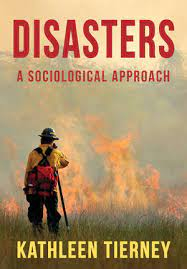 DISASTERS
A SOCIOLOGICAL APPROACH
KATHLEEN TIERNEY